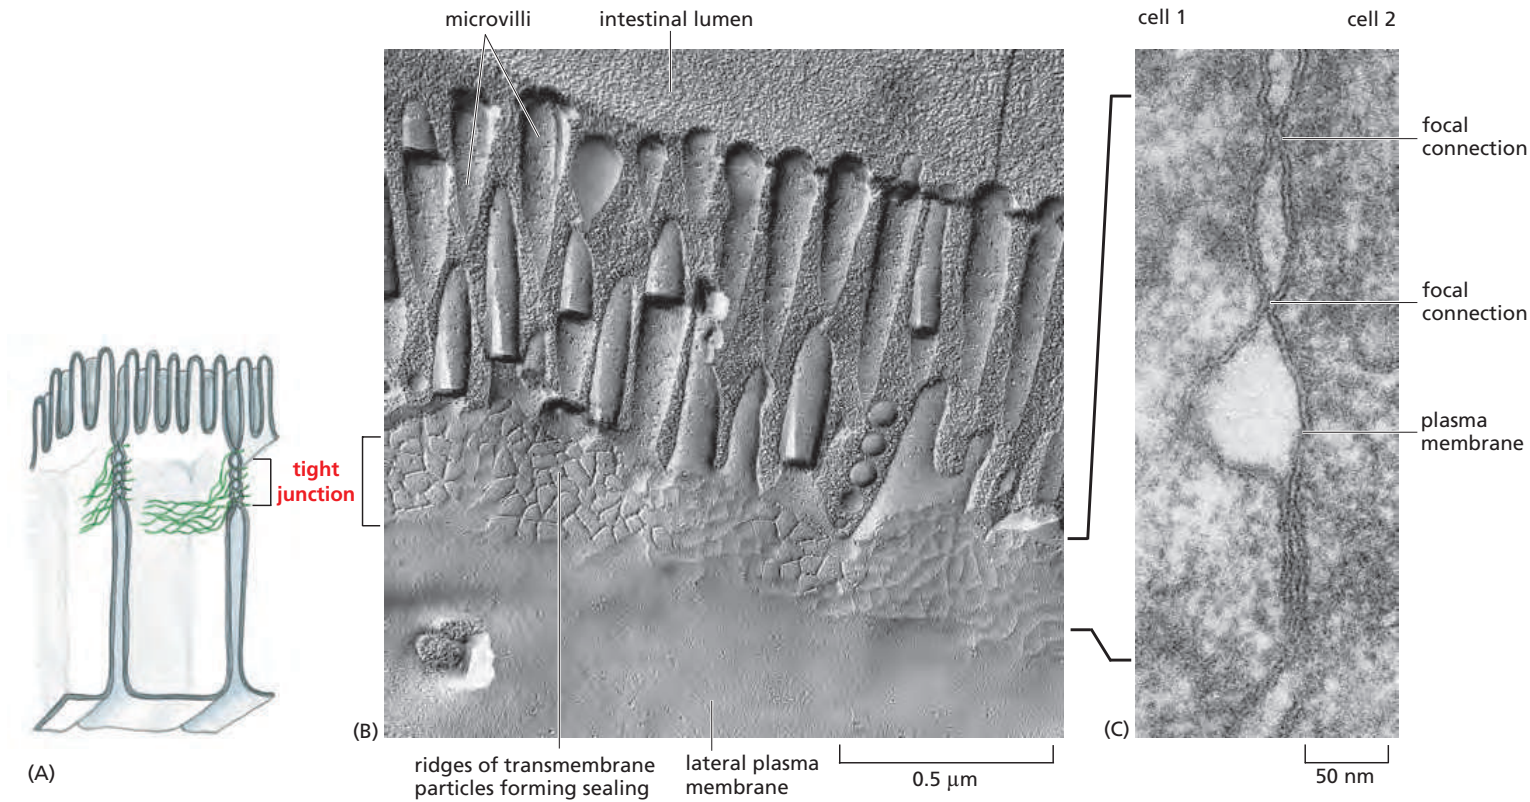 microvilli
intestinal lumen
cell 1
cell 2
focal
connection
focal
connection
plasma
membrane
tight
junction
(A)
(B)
(C)
ridges of transmembrane
particles forming sealing
lateral plasma
membrane
0.5 μm
50 nm